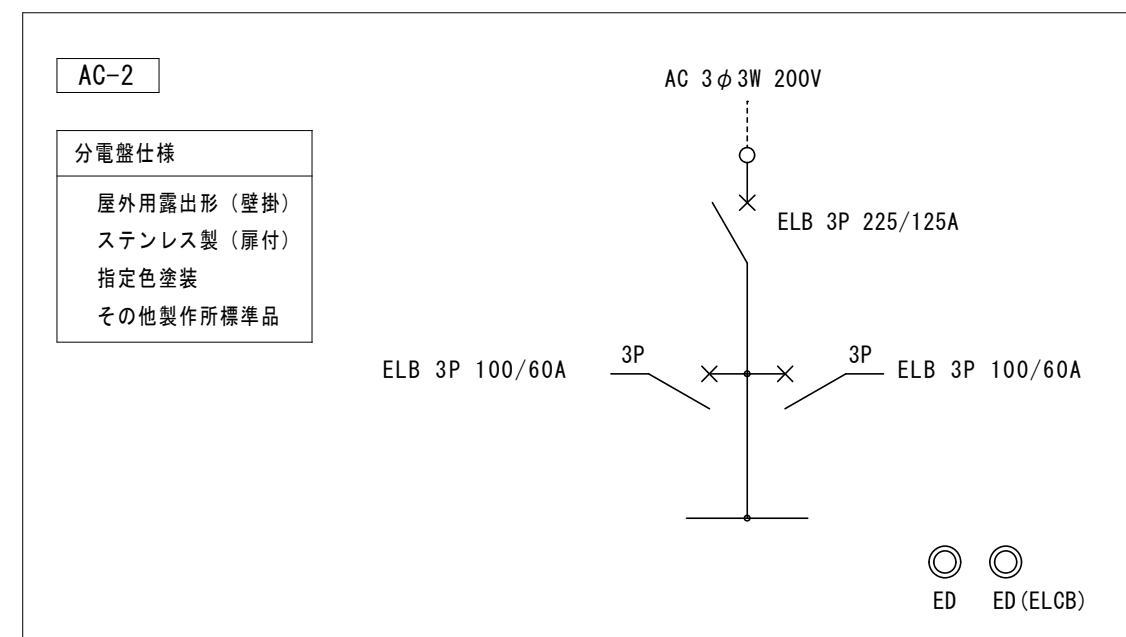 AC-2
AC 3φ3W 200V
分電盤仕様
屋外用露出形（壁掛）
ステンレス製（扉付）
指定色塗装
その他製作所標準品
ELB 3P 225/125A
ELB 3P 100/60A
3P
3P
ELB 3P 100/60A
ED
ED(ELCB)